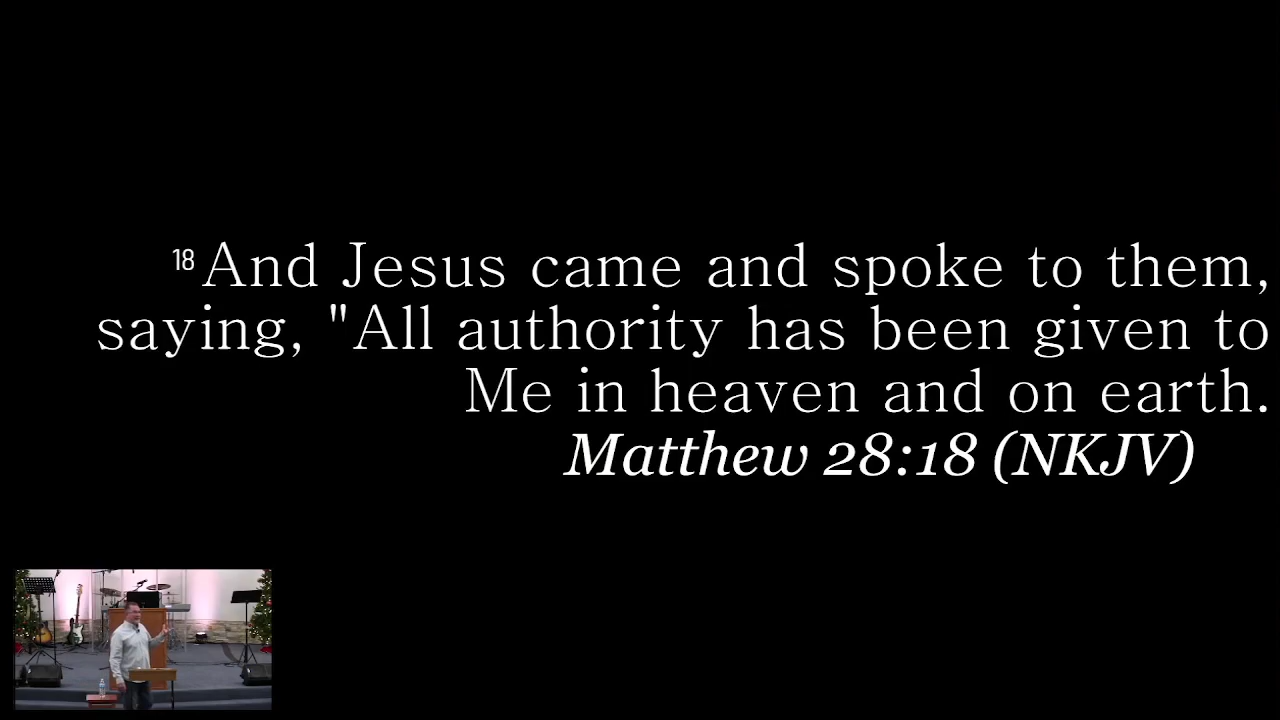 18And Jesus came and spoke to them,
saying, "All authority has been given to
Me in heaven and on earth.
Matthew 28:18 (NKJV)